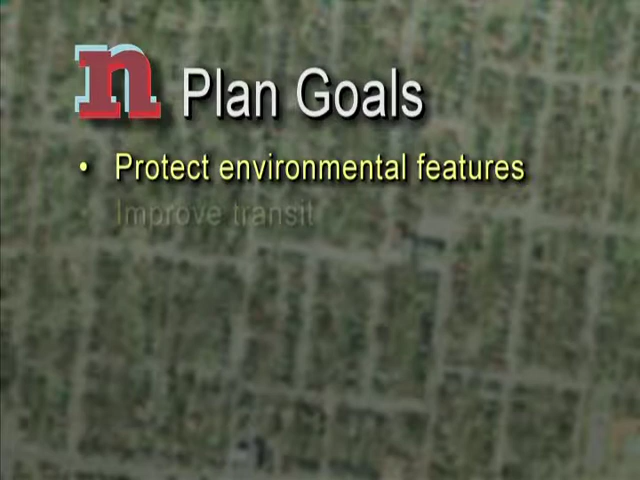 n Plan Goals
• Protect environmental features
• Improve transit